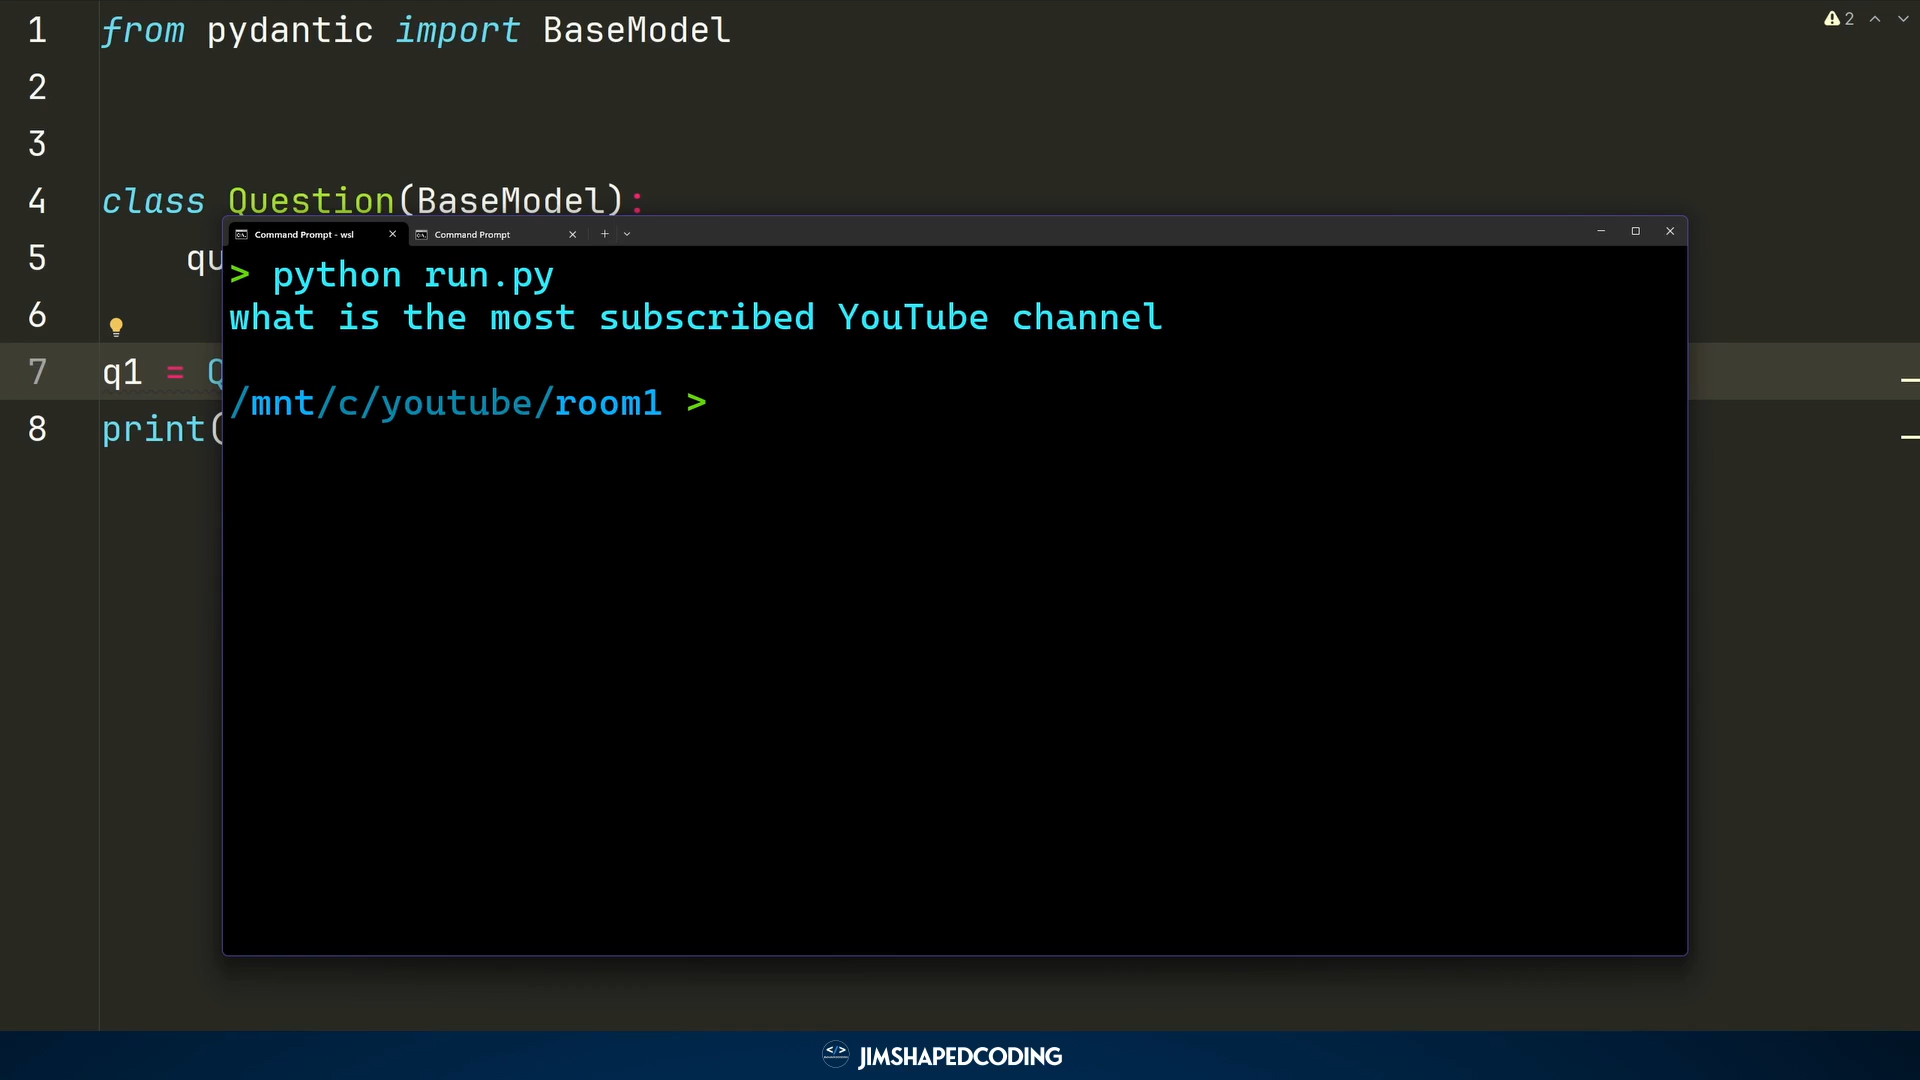 1 from pydantic import BaseModel
2
3
4 class Question(BaseModel):
5 qu
6
7 q1 = Q
8 print(
2
Command Prompt - wsl
Command Prompt
> python run.py
what is the most subscribed YouTube channel
/mnt/c/youtube/room1 >
</> JIMSHAPEDCODING